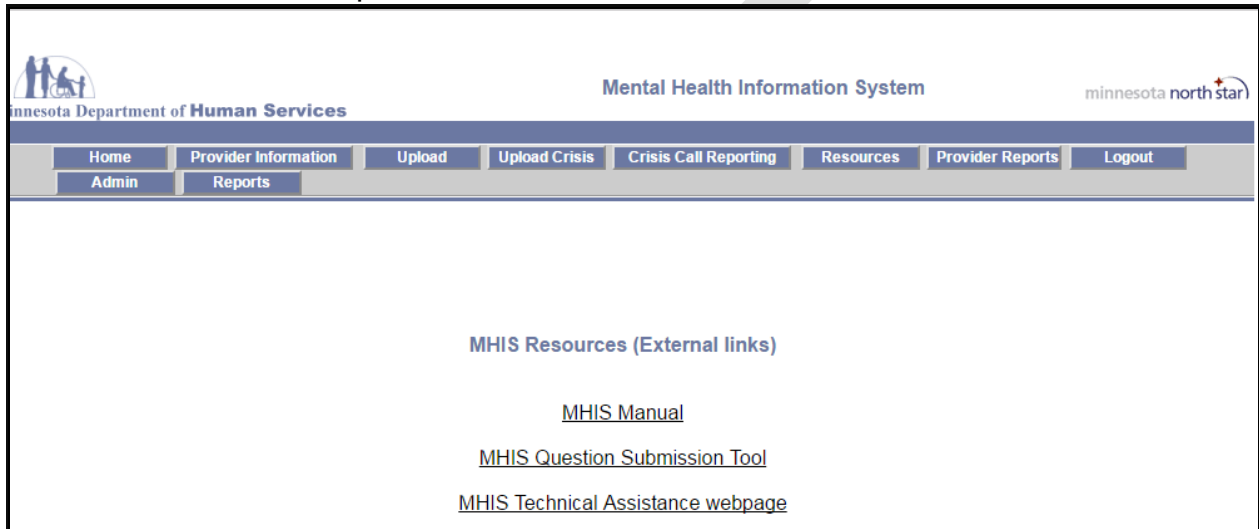 Mental Health Information System
minnesota north star
innesota Department of Human Services
Home Provider Information Upload Upload Crisis Crisis Call Reporting Resources Provider Reports Logout
Admin Reports
MHIS Resources (External links)
MHIS Manual
MHIS Question Submission Tool
MHIS Technical Assistance webpage